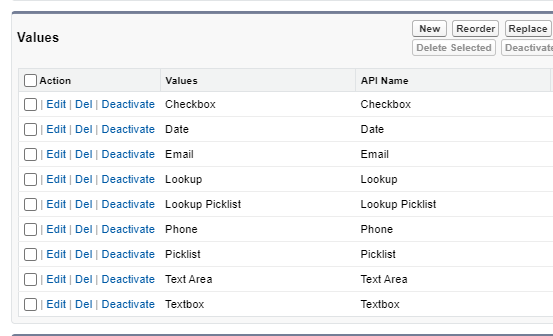 Values
New Reorder Replace
Delete Selected
Action Values API Name
| Edit | Del | Deactivate Checkbox Checkbox
| Edit | Del | Deactivate Date Date
| Edit | Del | Deactivate Email Email
| Edit | Del | Deactivate Lookup Lookup
| Edit | Del | Deactivate Lookup Picklist Lookup Picklist
| Edit | Del | Deactivate Phone Phone
| Edit | Del | Deactivate Picklist Picklist
| Edit | Del | Deactivate Text Area Text Area
| Edit | Del | Deactivate Textbox Textbox